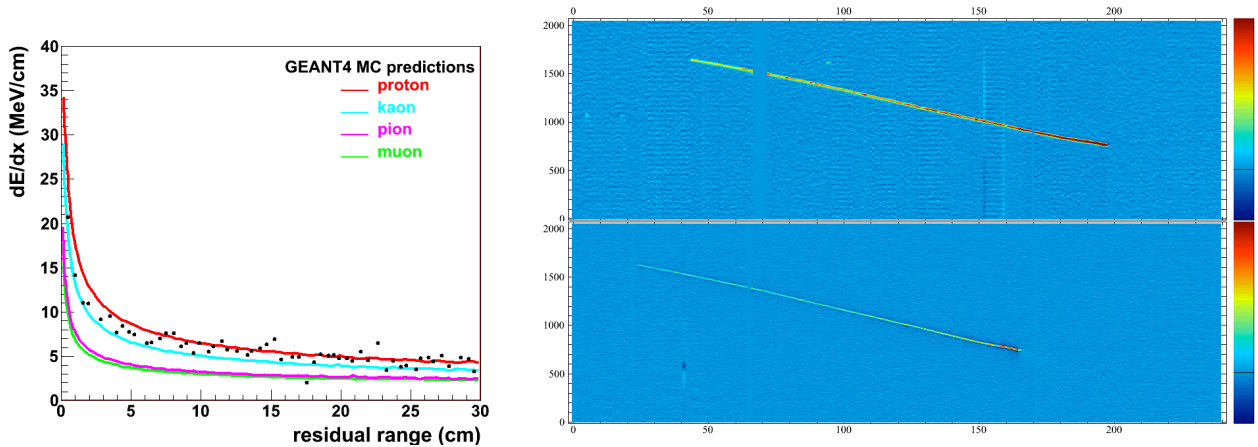 GEANT4 MC predictions
proton
kaon
pion
muon
dE/dx (MeV/cm)
40
35
30
25
20
15
10
5
0
0 5 10 15 20 25 30
residual range (cm)
0 50 100 150 200
2000
1500
1000
500
0
2000
1500
1000
500
0
0 50 100 150 200